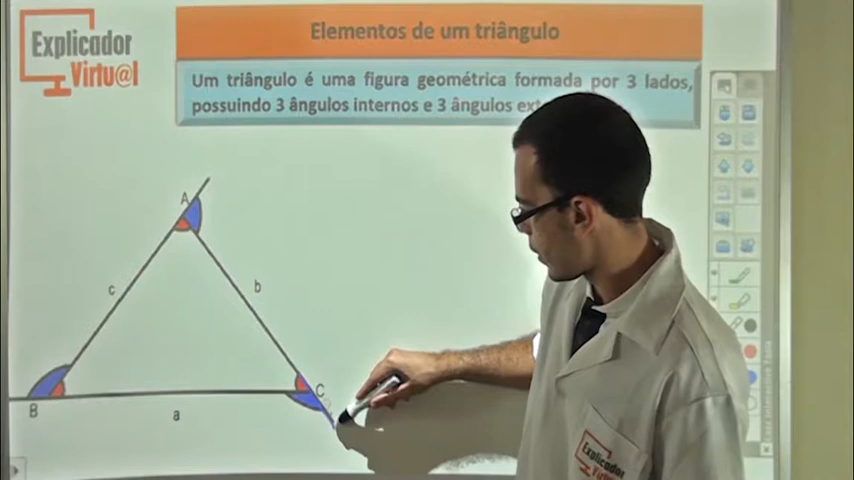 Explicador
Virtu@l
Elementos de um triângulo
Um triângulo é uma figura geométrica formada por 3 lados,
possuindo 3 ângulos internos e 3 ângulos
A
c
b
B
a
C
Explicador